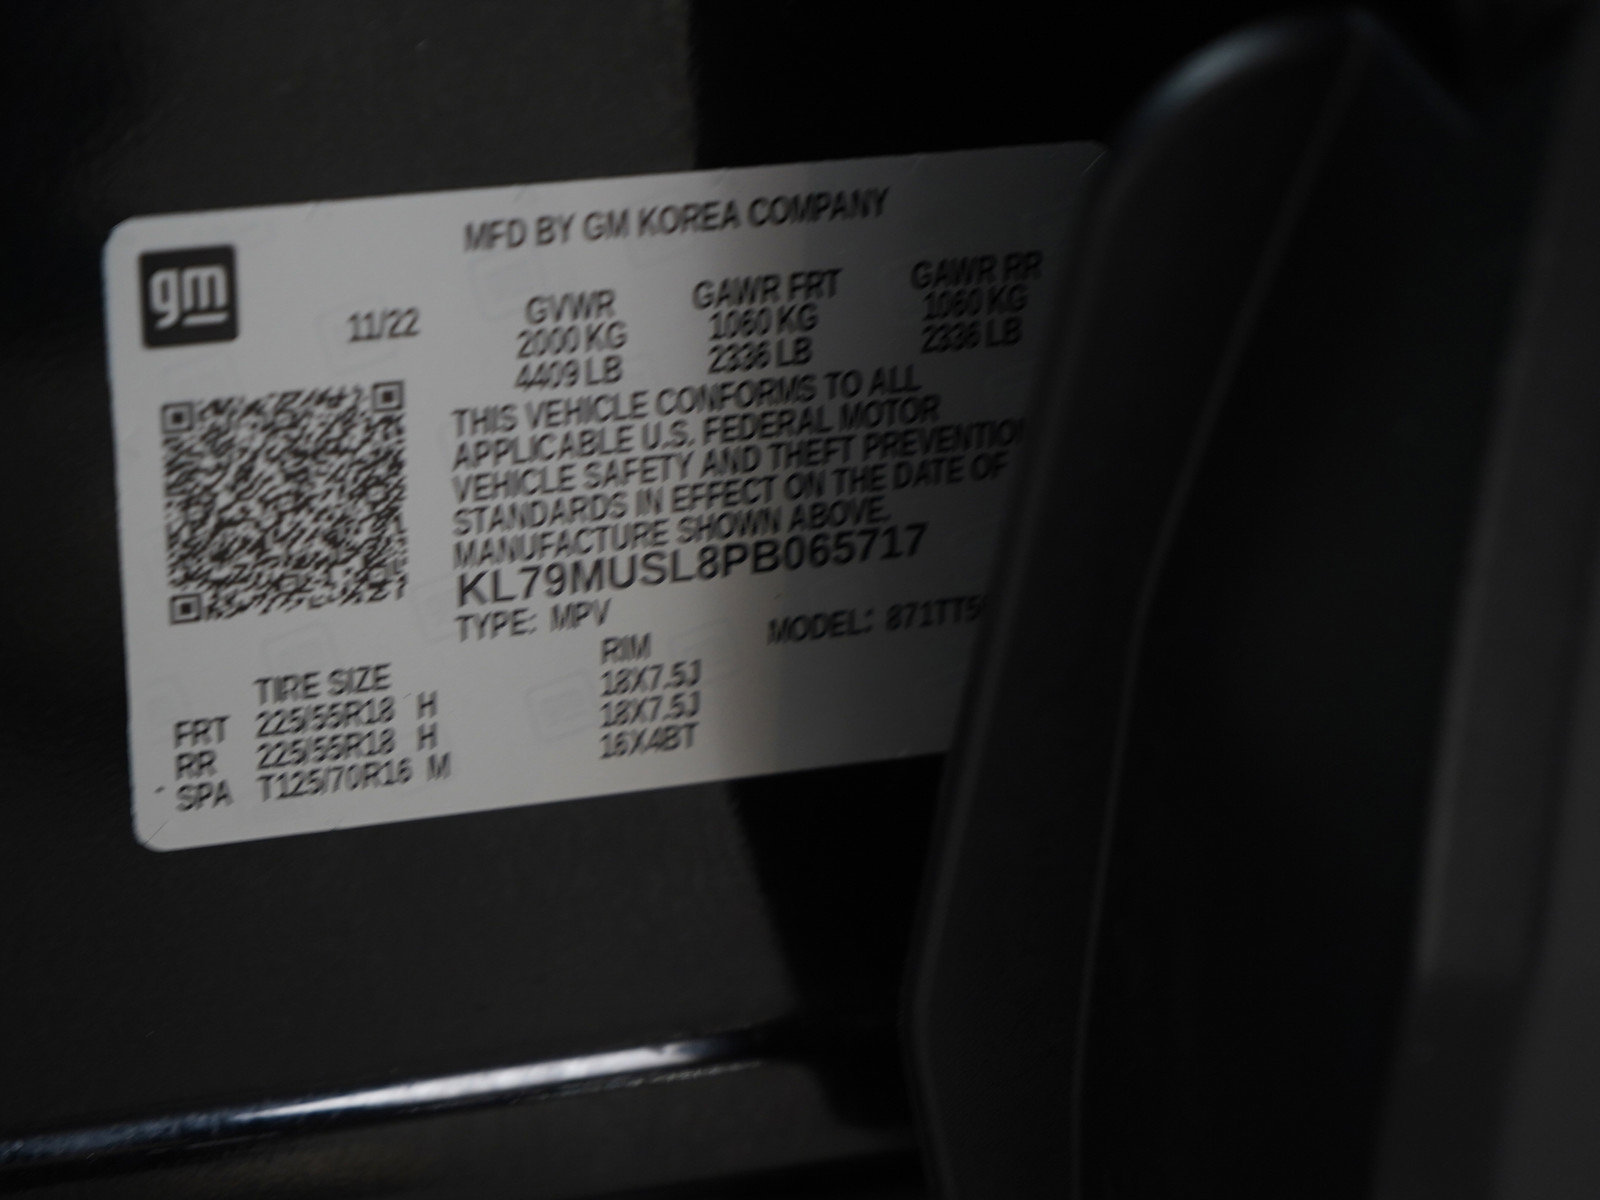 gm
MFD BY GM KOREA COMPANY
11/22
GVWR GAWR FRT GAWR RR
2000 KG 1060 KG 1060 KG
4409 LB 2336 LB 2336 LB
THIS VEHICLE CONFORMS TO ALL
APPLICABLE U.S. FEDERAL MOTOR
VEHICLE SAFETY AND THEFT PREVENTIO
STANDARDS IN EFFECT ON THE DATE OF
MANUFACTURE SHOWN ABOVE.
KL79MUSL8PB065717
TYPE: MPV MODEL: 871TT5
TIRE SIZE RIM
FRT 225/55R18 H 18X7.5J
RR 225/55R18 H 18X7.5J
SPA T125/70R16 M 16X4BT